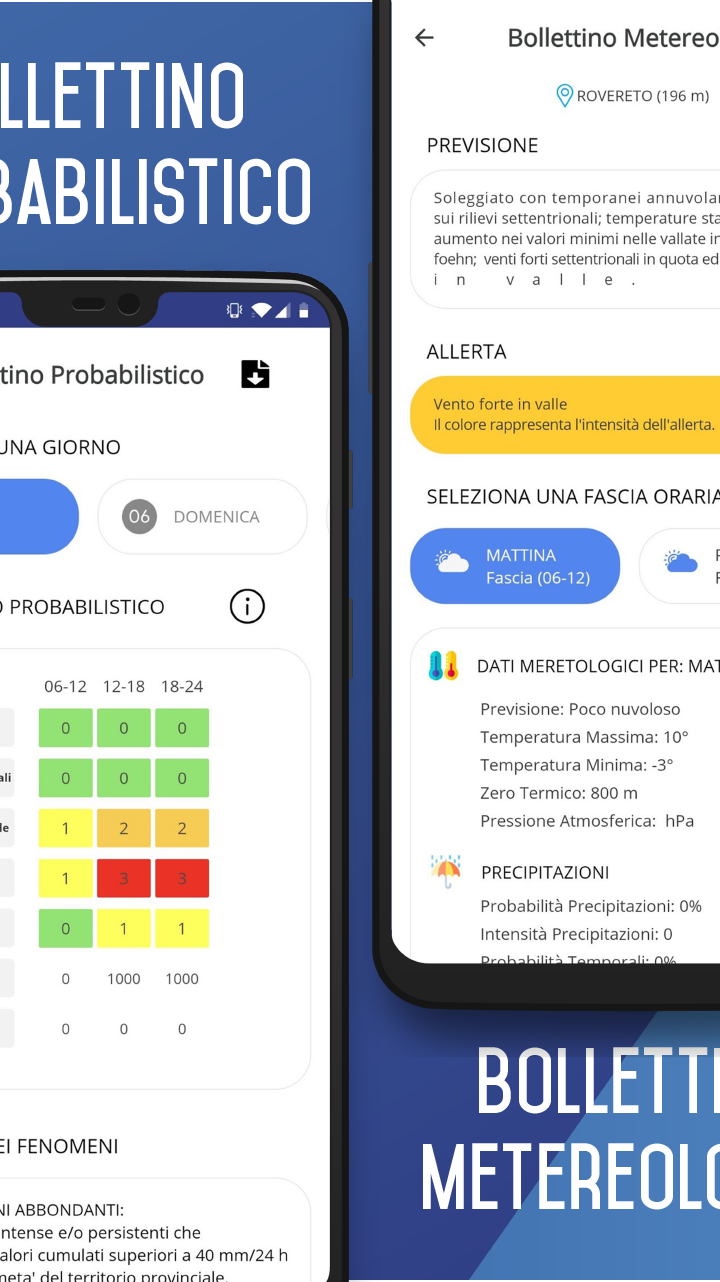 LLETTINO
BABILISTICO
tino Probabilistico
UNA GIORNO
06 DOMENICA
O PROBABILISTICO
06-12 12-18 18-24
0 0 0
ali 0 0 0
le 1 2 2
1 3 3
0 1 1
0 1000 1000
0 0 0
EI FENOMENI
NI ABBONDANTI:
ntense e/o persistenti che
alori cumulati superiori a 40 mm/24 h
meta' del territorio provinciale.
Bollettino Metereo
ROVERETO (196 m)
PREVISIONE
Soleggiato con temporanei annuvola
sui rilievi settentrionali; temperature sta
aumento nei valori minimi nelle vallate in
foehn; venti forti settentrionali in quota ed
in valle.
ALLERTA
Vento forte in valle
Il colore rappresenta l'intensità dell'allerta.
SELEZIONA UNA FASCIA ORARIA
MATTINA
Fascia (06-12)
DATI MERETOLOGICI PER: MAT
Previsione: Poco nuvoloso
Temperatura Massima: 10°
Temperatura Minima: -3°
Zero Termico: 800 m
Pressione Atmosferica: hPa
PRECIPITAZIONI
Probabilità Precipitazioni: 0%
Intensità Precipitazioni: 0
Probabilità Temporali: 0%
BOLLETTI
METEREOLO